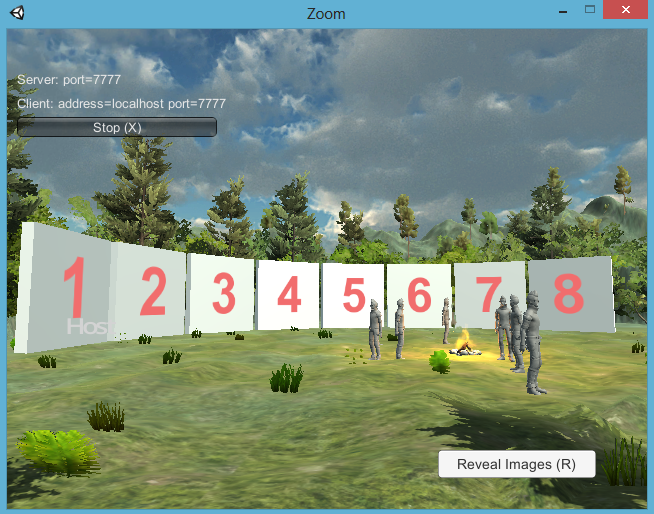 Zoom
Server: port=7777
Client: address=localhost port=7777
Stop (X)
1 2 3 4 5 6 7 8
Hos
Reveal Images (R)